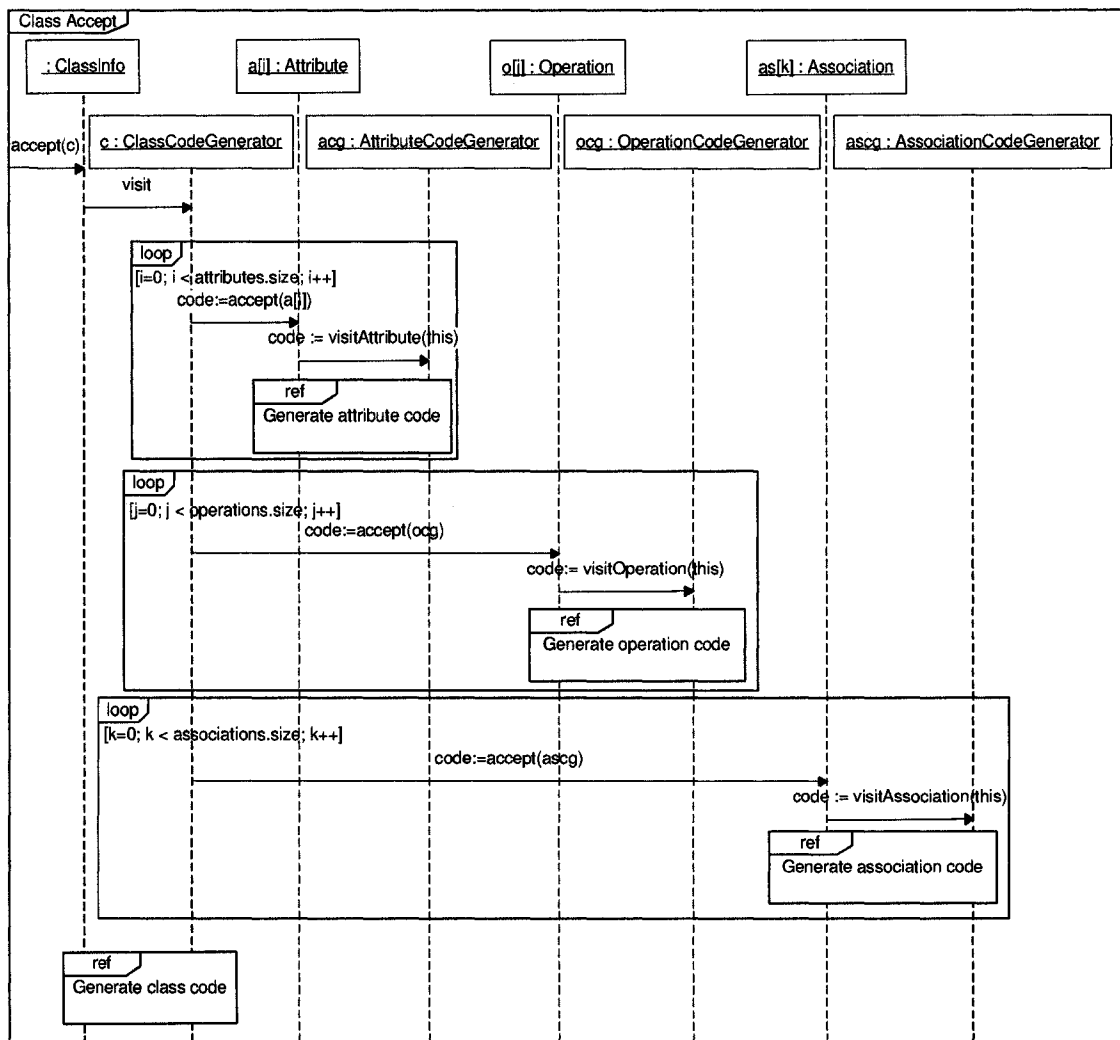 Class Accept
: ClassInfo
a[i] : Attribute
o[j] : Operation
as[k] : Association
accept(c)
c : ClassCodeGenerator
acg : AttributeCodeGenerator
ocg : OperationCodeGenerator
ascg : AssociationCodeGenerator
visit
loop
[i=0; i < attributes.size; i++]
code:=accept(a[i])
code := visitAttribute(this)
ref
Generate attribute code
loop
[j=0; j < operations.size; j++]
code:=accept(ocg)
code:= visitOperation(this)
ref
Generate operation code
loop
[k=0; k < associations.size; k++]
code:=accept(ascg)
code := visitAssociation(this)
ref
Generate association code
ref
Generate class code